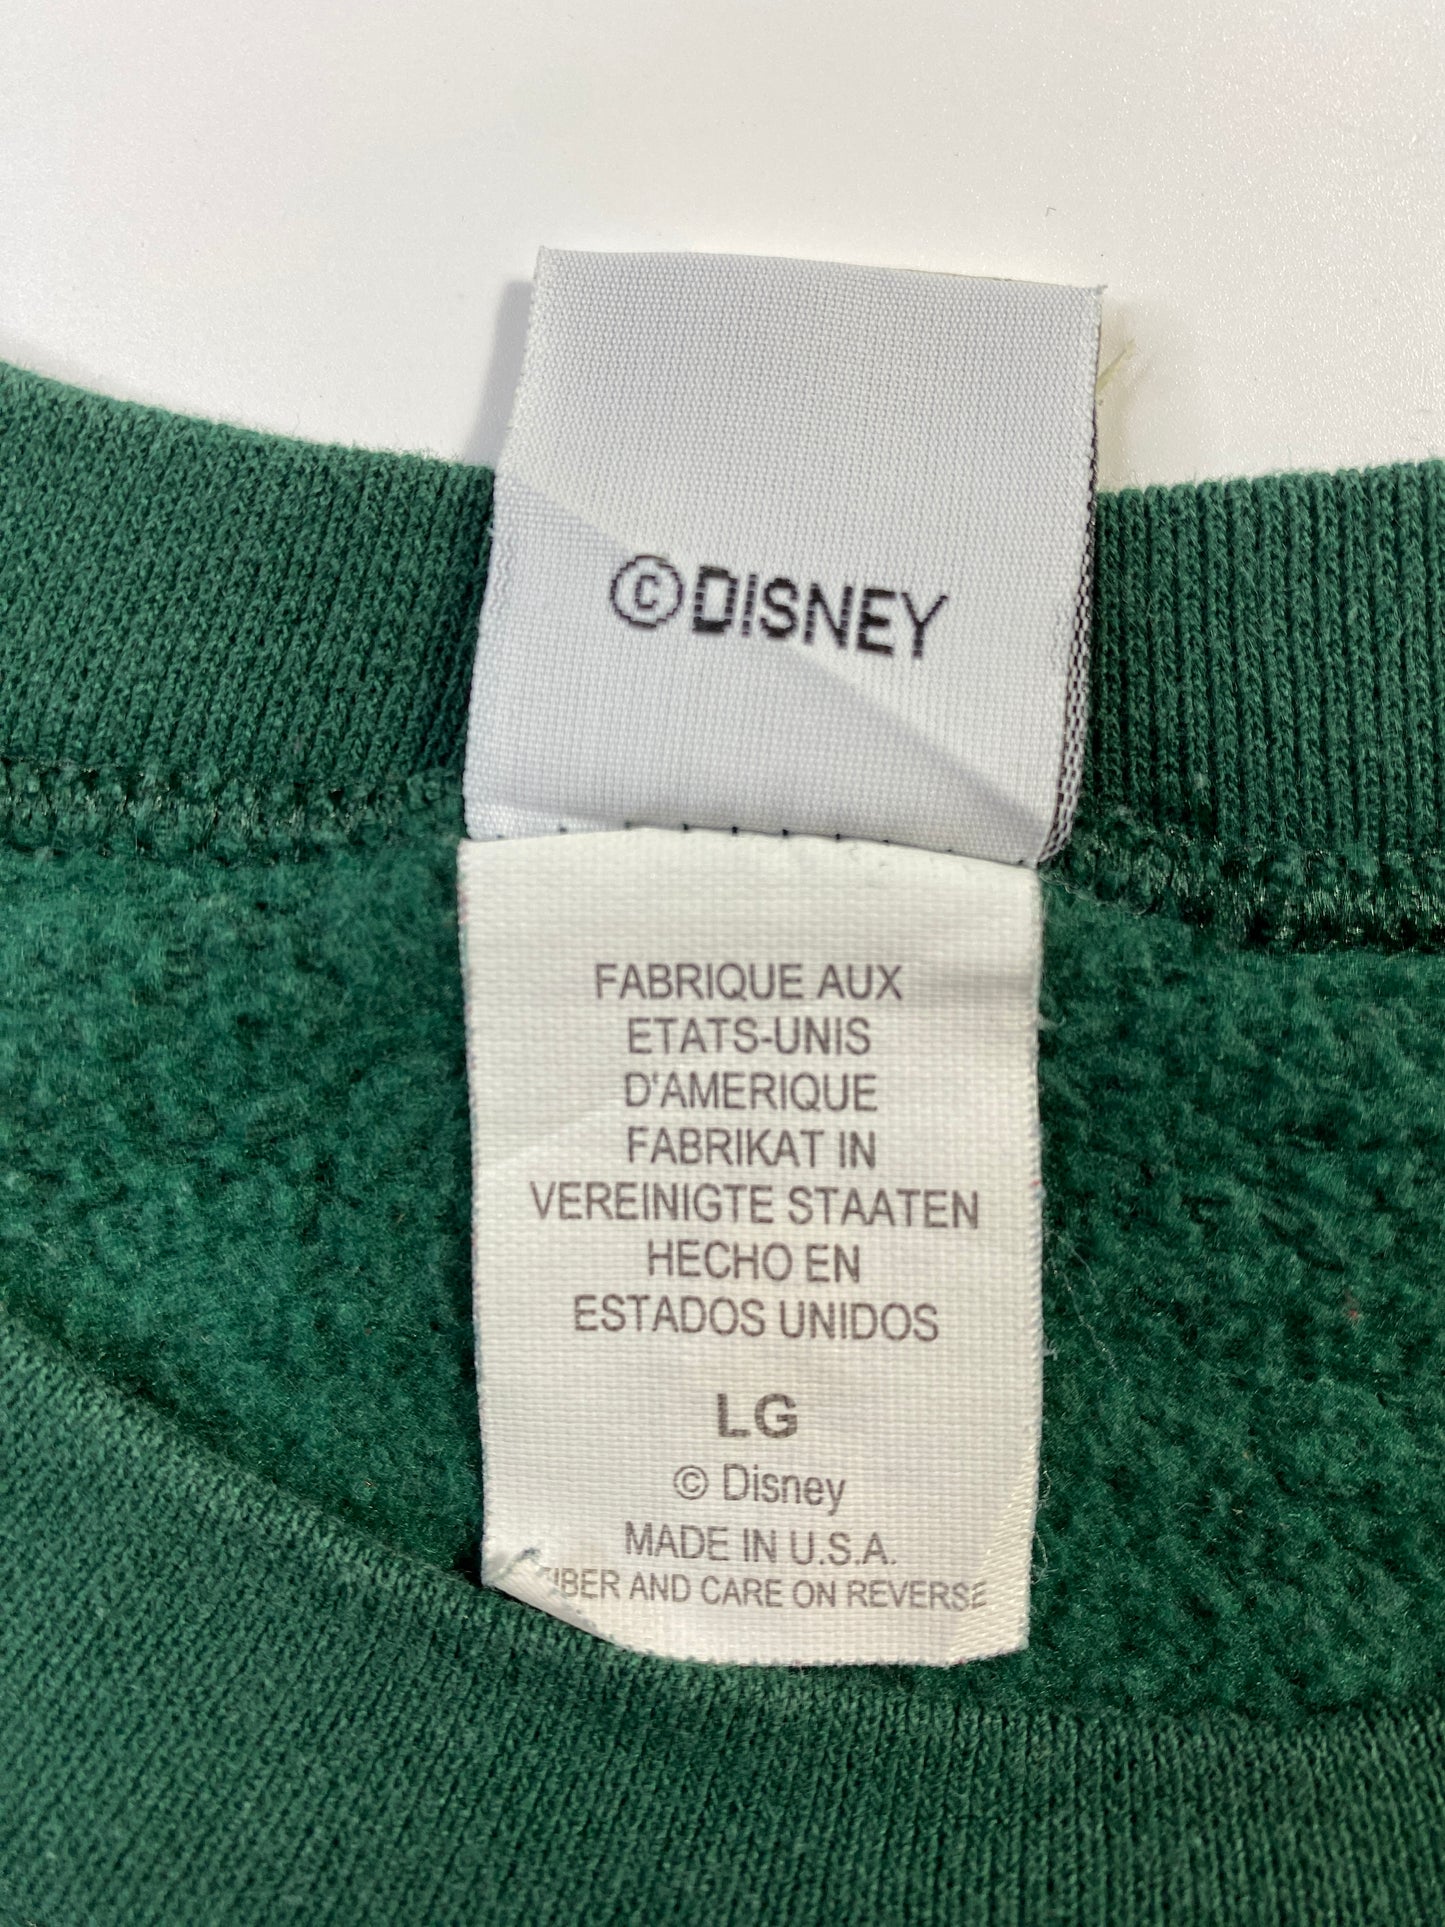 ©DISNEY
FABRIQUE AUX
ETATS-UNIS
D'AMERIQUE
FABRIKAT IN
VEREINIGTE STAATEN
HECHO EN
ESTADOS UNIDOS
LG
© Disney
MADE IN U.S.A.
FIBER AND CARE ON REVERSE